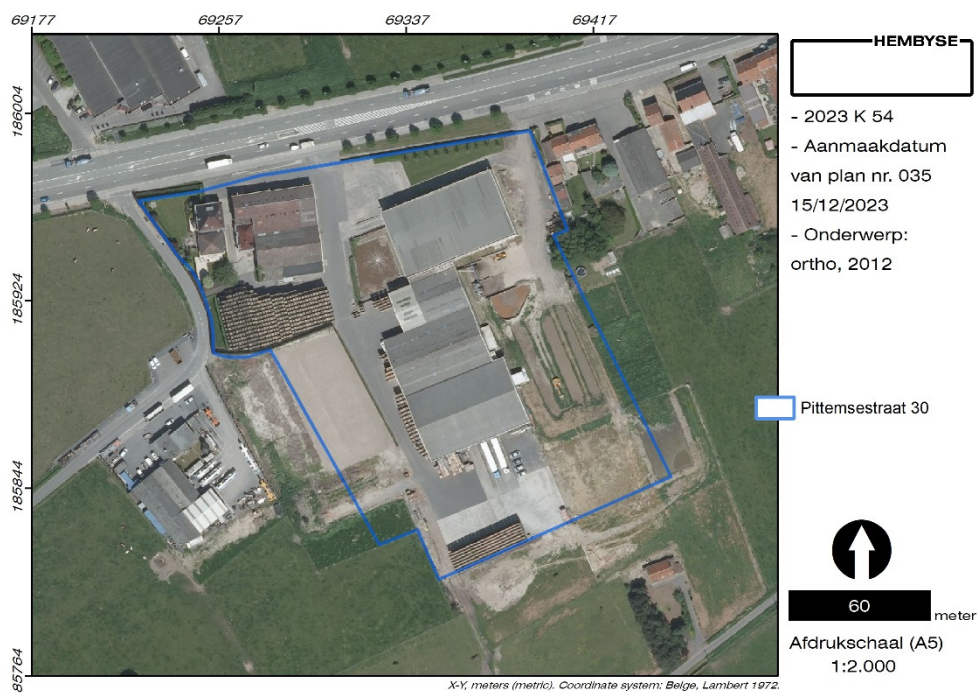 69177 69257 69337 69417
186004
185924
185844
85764
HEMBYSE
- 2023 K 54
- Aanmaakdatum
van plan nr. 035
15/12/2023
- Onderwerp:
ortho, 2012
Pittemsestraat 30
60 meter
Afdrukschaal (A5)
1:2.000
X-Y, meters (metric). Coordinate system: Belge, Lambert 1972.